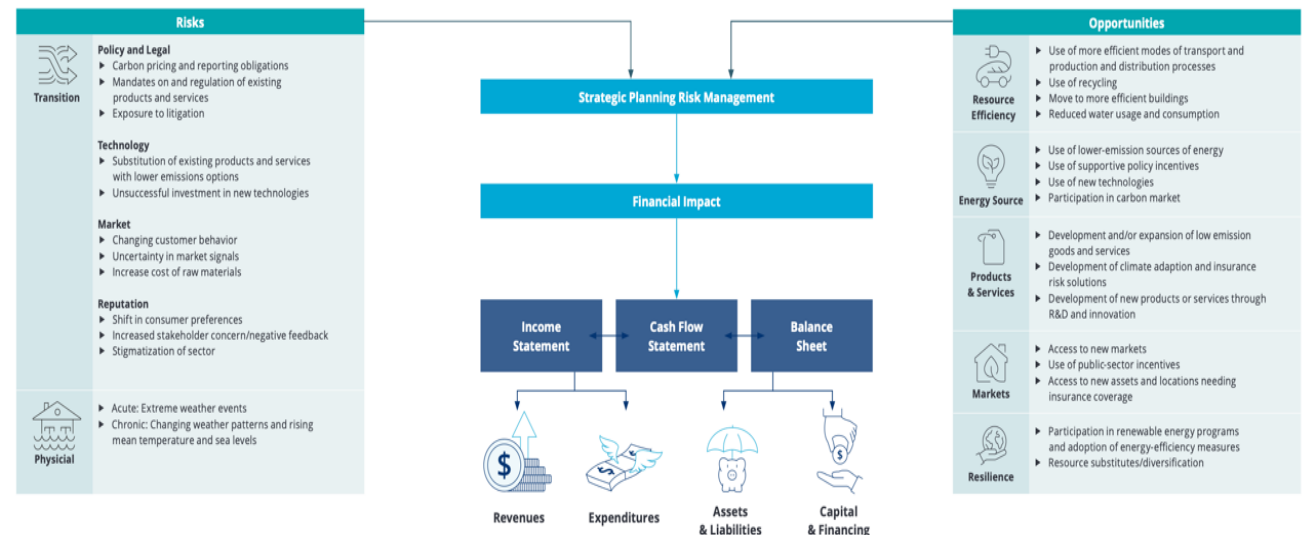 Risks
Transition
Policy and Legal
Carbon pricing and reporting obligations
Mandates on and regulation of existing
products and services
Exposure to litigation
Technology
Substitution of existing products and services
with lower emissions options
Unsuccessful investment in new technologies
Market
Changing customer behavior
Uncertainty in market signals
Increase cost of raw materials
Reputation
Shift in consumer preferences
Increased stakeholder concern/negative feedback
Stigmatization of sector
Physicial
Acute: Extreme weather events
Chronic: Changing weather patterns and rising
mean temperature and sea levels
Strategic Planning Risk Management
Financial Impact
Income
Statement
Cash Flow
Statement
Balance
Sheet
$
$
$
Revenues
Expenditures
Assets
& Liabilities
Capital
& Financing
Opportunities
Resource
Efficiency
Use of more efficient modes of transport and
production and distribution processes
Use of recycling
Move to more efficient buildings
Reduced water usage and consumption
Energy Source
Use of lower-emission sources of energy
Use of supportive policy incentives
Use of new technologies
Participation in carbon market
Products
& Services
Development and/or expansion of low emission
goods and services
Development of climate adaption and insurance
risk solutions
Development of new products or services through
R&D and innovation
Markets
Access to new markets
Use of public-sector incentives
Access to new assets and locations needing
insurance coverage
Resilience
Participation in renewable energy programs
and adoption of energy-efficiency measures
Resource substitutes/diversification